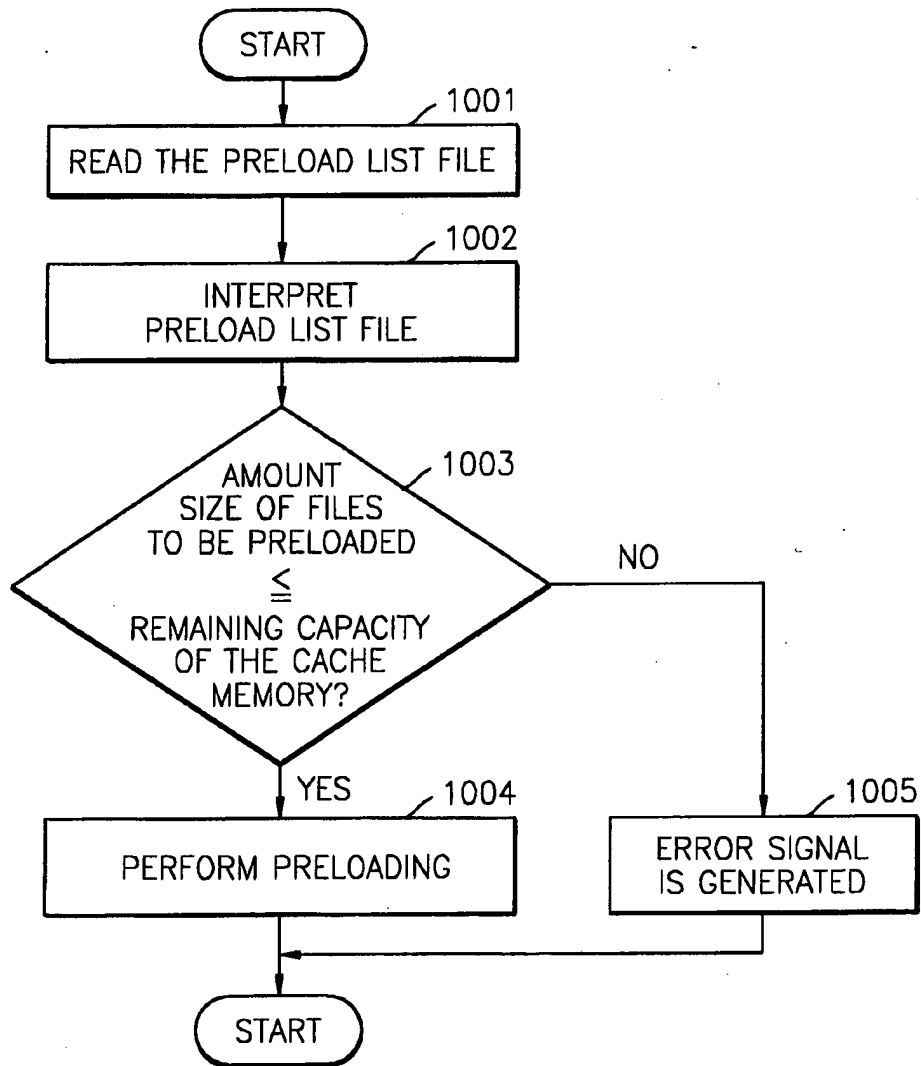 START
1001
READ THE PRELOAD LIST FILE
1002
INTERPRET
PRELOAD LIST FILE
1003
AMOUNT
SIZE OF FILES
TO BE PRELOADED
≦
REMAINING CAPACITY
OF THE CACHE
MEMORY?
NO
YES
1004
PERFORM PRELOADING
1005
ERROR SIGNAL
IS GENERATED
START